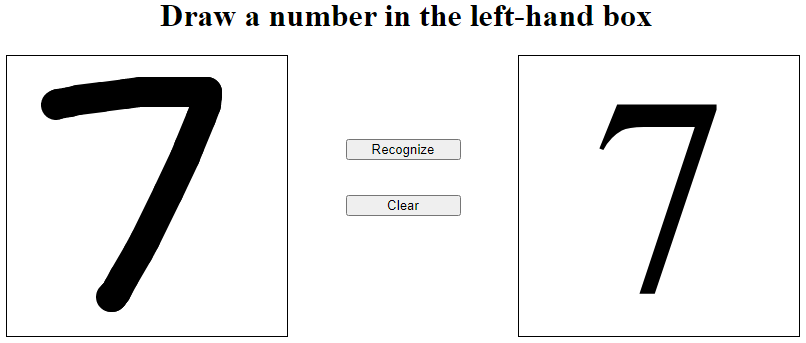 Draw a number in the left-hand box
7
Recognize
Clear
7